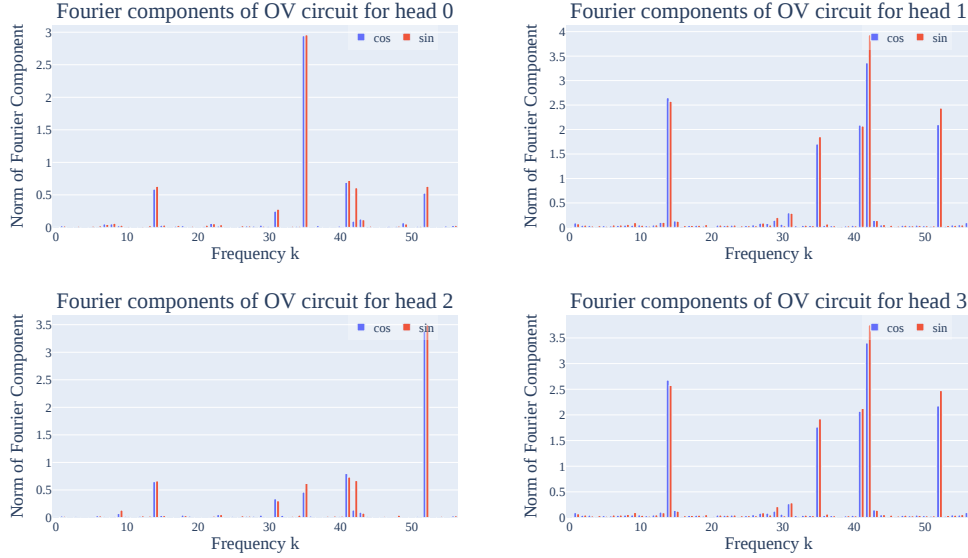 Fourier components of OV circuit for head 0
cos
sin
Norm of Fourier Component
3
2.5
2
1.5
1
0.5
0
0
10
20
30
40
50
Frequency k
Fourier components of OV circuit for head 1
cos
sin
Norm of Fourier Component
4
3.5
3
2.5
2
1.5
1
0.5
0
0
10
20
30
40
50
Frequency k
Fourier components of OV circuit for head 2
cos
sin
Norm of Fourier Component
3.5
3
2.5
2
1.5
1
0.5
0
0
10
20
30
40
50
Frequency k
Fourier components of OV circuit for head 3
cos
sin
Norm of Fourier Component
3.5
3
2.5
2
1.5
1
0.5
0
0
10
20
30
40
50
Frequency k